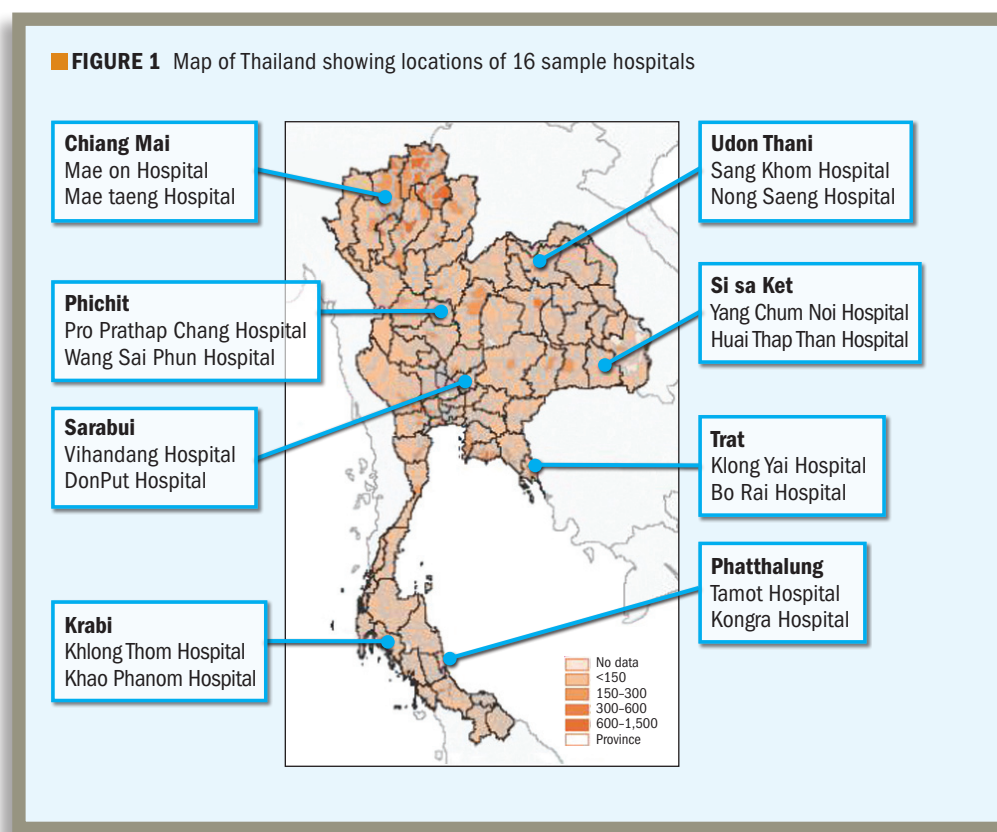 FIGURE 1 Map of Thailand showing locations of 16 sample hospitals
Chiang Mai
Mae on Hospital
Mae taeng Hospital
Phichit
Pro Prathap Chang Hospital
Wang Sai Phun Hospital
Sarabui
Vihandang Hospital
DonPut Hospital
Krabi
Khlong Thom Hospital
Khao Phanom Hospital
Udon Thani
Sang Khom Hospital
Nong Saeng Hospital
Si sa Ket
Yang Chum Noi Hospital
Huai Thap Than Hospital
Trat
Klong Yai Hospital
Bo Rai Hospital
Phatthalung
Tamot Hospital
Kongra Hospital
No data
<150
150–300
300–600
600–1,500
Province